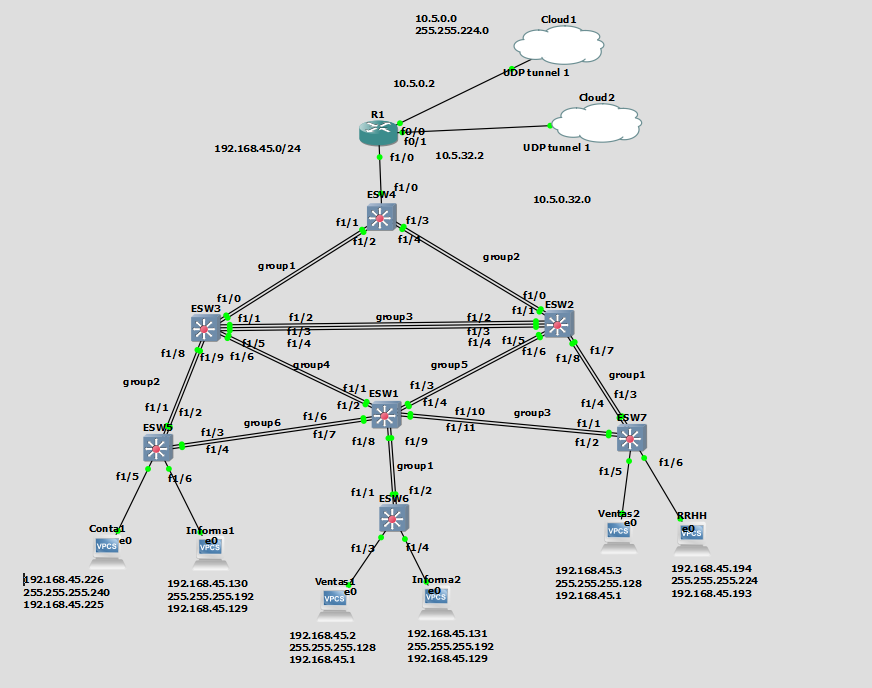 10.5.0.0
255.255.224.0
Cloud1
UDP tunnel 1
10.5.0.2
Cloud2
R1
f0/0
f0/1
UDP tunnel 1
192.168.45.0/24
f1/0
10.5.32.2
f1/0
ESW4
10.5.0.32.0
f1/1
f1/3
f1/2
f1/4
group1
group2
f1/0
f1/0
ESW3
ESW2
f1/1
f1/2
group3
f1/2
f1/1
f1/3
f1/3
f1/4
f1/4
f1/5
f1/5
f1/6
f1/6
f1/8
f1/9
f1/7
f1/8
group4
group5
group1
group2
f1/1
f1/3
ESW1
f1/3
f1/2
f1/4
f1/4
f1/1
f1/2
f1/6
f1/10
group3
ESW7
group6
f1/7
f1/11
f1/1
f1/2
ESW5
f1/3
f1/4
f1/8
f1/9
f1/5
f1/6
group1
f1/5
f1/6
f1/1
f1/2
ESW6
Conta1
e0
VPCS
Informa1
e0
VPCS
f1/3
f1/4
Ventas2
e0
VPCS
RRHH
e0
VPCS
192.168.45.226
255.255.255.240
192.168.45.225
192.168.45.130
255.255.255.192
192.168.45.129
Ventas1
e0
VPCS
Informa2
e0
VPCS
192.168.45.3
255.255.255.128
192.168.45.1
192.168.45.194
255.255.255.224
192.168.45.193
192.168.45.2
255.255.255.128
192.168.45.1
192.168.45.131
255.255.255.192
192.168.45.129